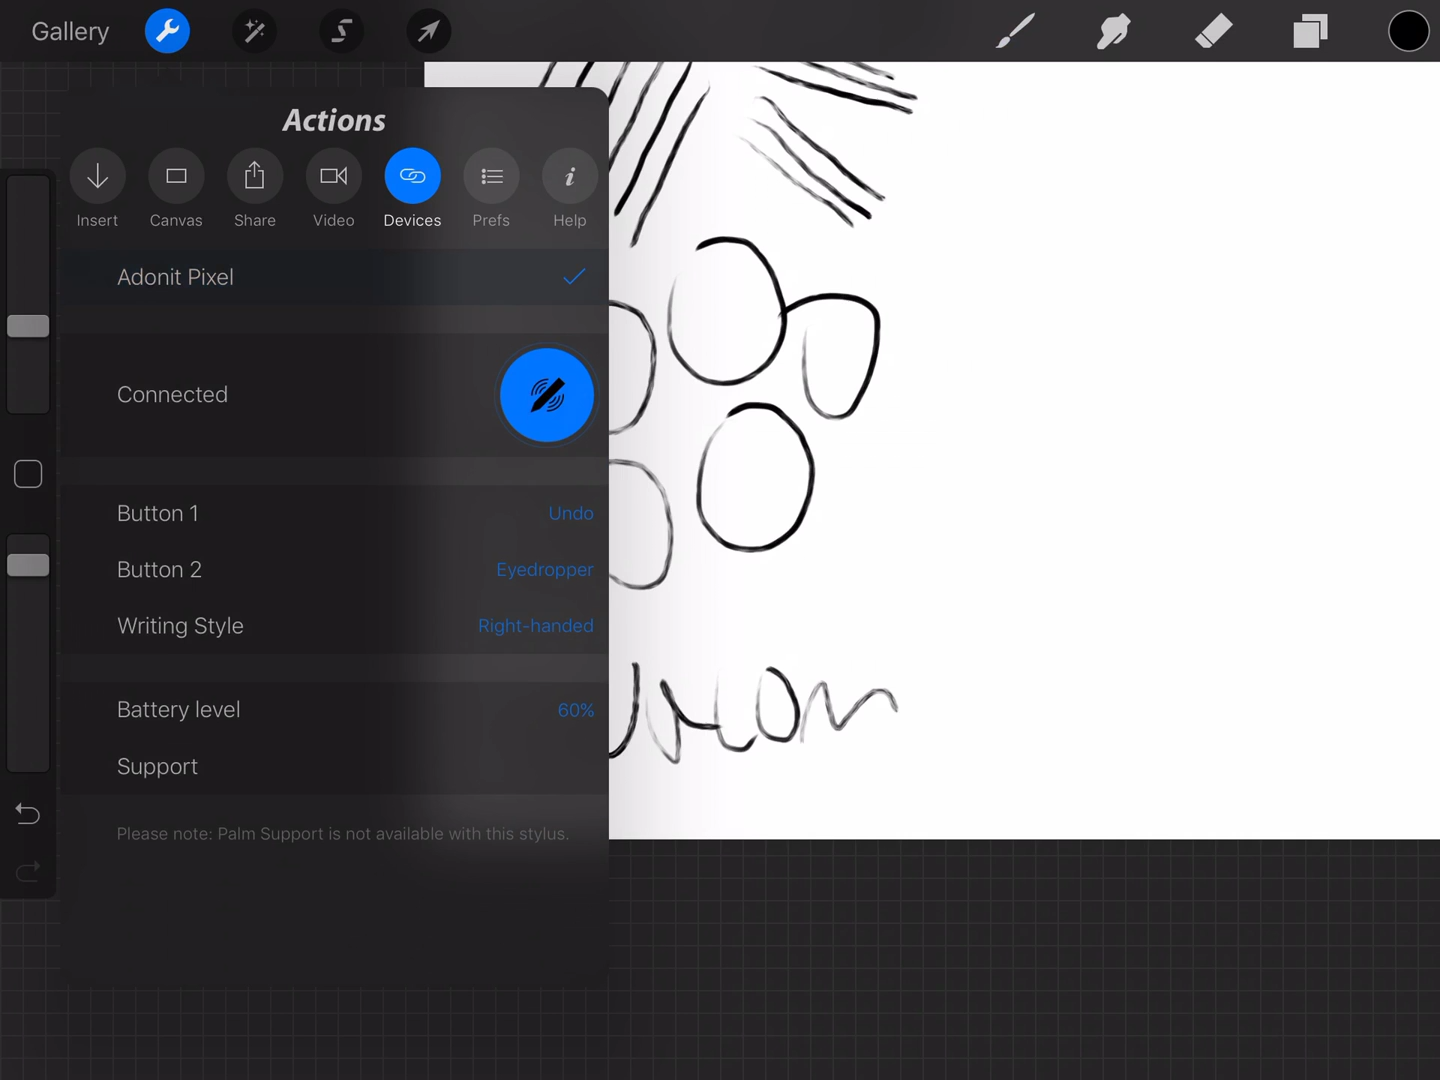 Gallery
Actions
Insert Canvas Share Video Devices Prefs Help
Adonit Pixel
Connected
Button 1 Undo
Button 2 Eyedropper
Writing Style Right-handed
Battery level 60%
Support
Please note: Palm Support is not available with this stylus.